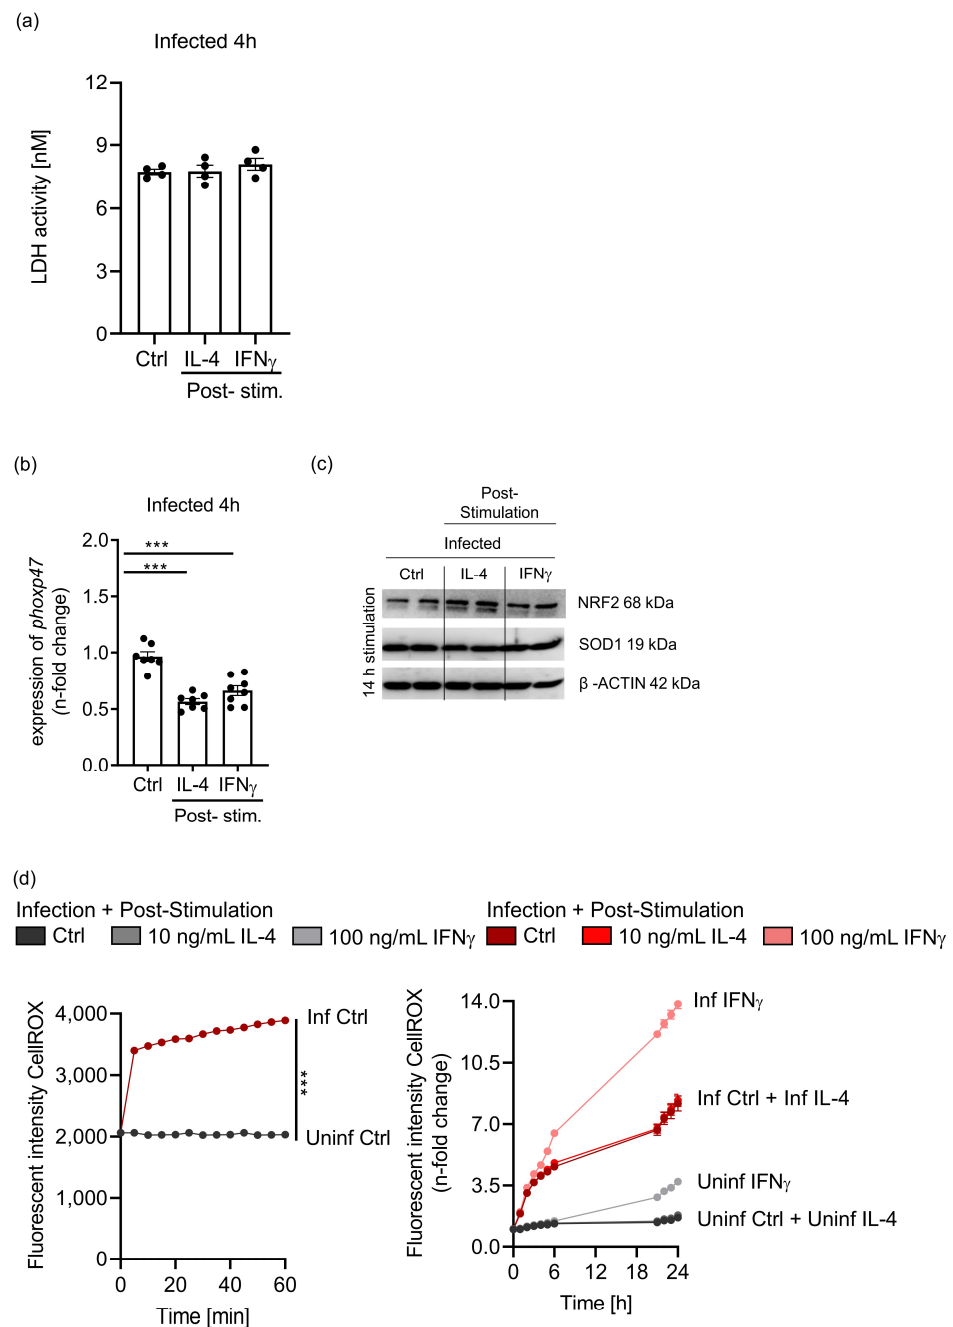 (a)
Infected 4h
LDH activity [nM]
12
9
6
3
0
Ctrl IL-4 IFNγ
Post- stim.
(b)
Infected 4h
expression of phoxp47
(n-fold change)
2.0
1.5
1.0
0.5
0.0
***
***
Ctrl IL-4 IFNγ
Post- stim.
(c)
Post-
Stimulation
Infected
Ctrl IL-4 IFNγ
14 h stimulation
NRF2 68 kDa
SOD1 19 kDa
β -ACTIN 42 kDa
(d)
Infection + Post-Stimulation
Ctrl 10 ng/mL IL-4 100 ng/mL IFNγ
Infection + Post-Stimulation
Ctrl 10 ng/mL IL-4 100 ng/mL IFNγ
Fluorescent intensity CellROX
4,000
3,000
2,000
1,000
0
0 20 40 60
Time [min]
Inf Ctrl
***
Uninf Ctrl
Fluorescent intensity CellROX
(n-fold change)
14.0
10.5
7.0
3.5
0.0
0 6 12 18 24
Time [h]
Inf IFNγ
Inf Ctrl + Inf IL-4
Uninf IFNγ
Uninf Ctrl + Uninf IL-4